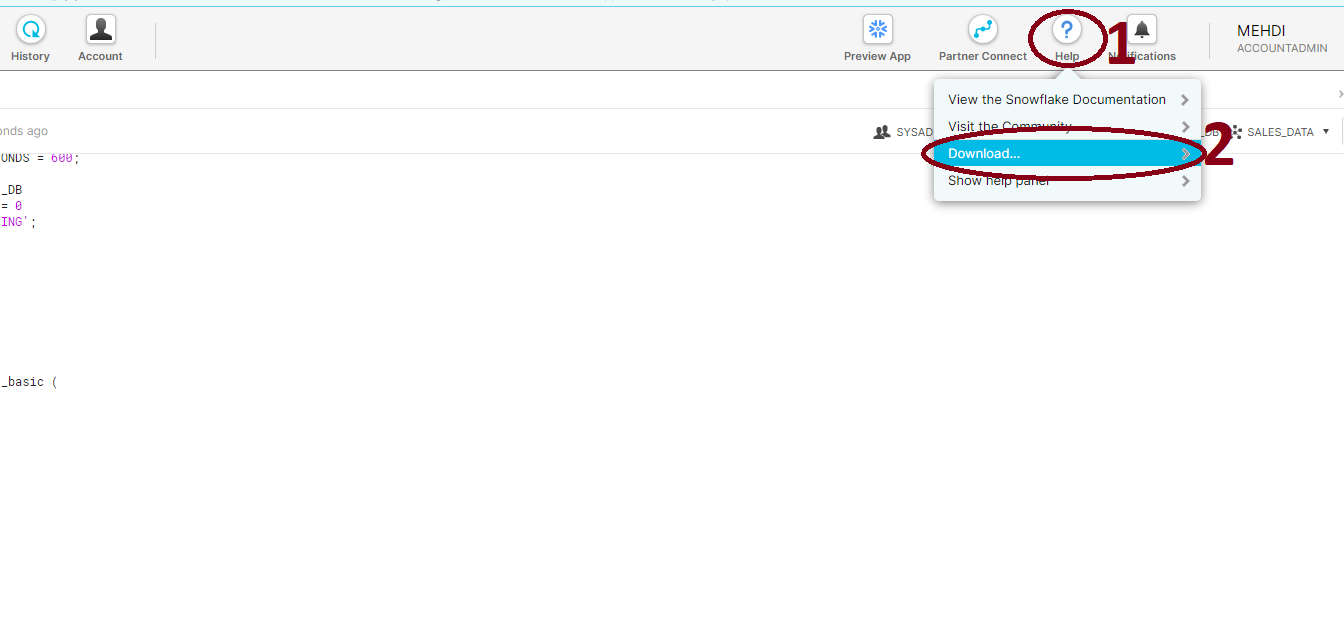 History
Account
Preview App
Partner Connect
Help
1
Notifications
MEHDI
ACCOUNTADMIN
View the Snowflake Documentation
onds ago
Visit the Community
SYSAD
_DB
2
SALES_DATA
Download...
Show help panel
ONDS = 600;
_DB
= 0
ING';
_basic (